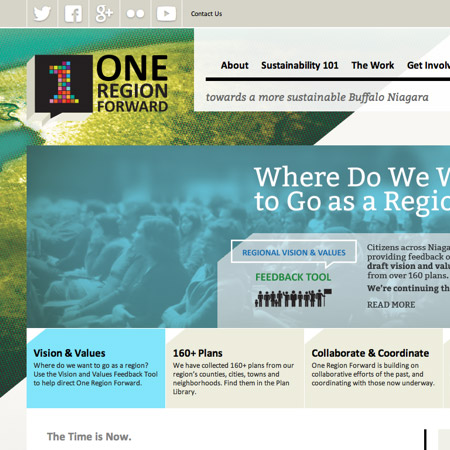 Contact Us
ONE
REGION
FORWARD
About Sustainability 101 The Work Get Invol
towards a more sustainable Buffalo Niagara
Where Do We W
to Go as a Regio
REGIONAL VISION & VALUES
FEEDBACK TOOL
Citizens across Niaga
providing feedback o
draft vision and valu
from over 160 plans.
We're continuing th
READ MORE
Vision & Values
Where do we want to go as a region?
Use the Vision and Values Feedback Tool
to help direct One Region Forward.
160+ Plans
We have collected 160+ plans from our
region's counties, cities, towns and
neighborhoods. Find them in the Plan
Library.
Collaborate & Coordinate
One Region Forward is building on
collaborative efforts of the past, and
coordinating with those now underway.
The Time is Now.